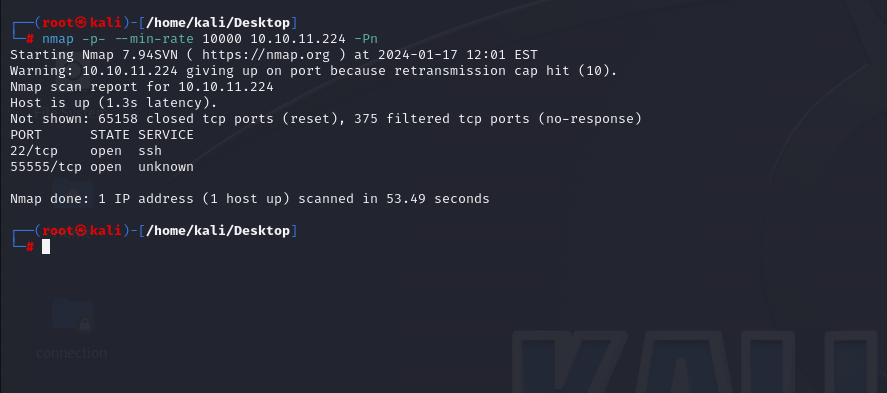 ┌──(root㉿kali)-[/home/kali/Desktop]
└─# nmap -p- --min-rate 10000 10.10.11.224 -Pn
Starting Nmap 7.94SVN ( https://nmap.org ) at 2024-01-17 12:01 EST
Warning: 10.10.11.224 giving up on port because retransmission cap hit (10).
Nmap scan report for 10.10.11.224
Host is up (1.3s latency).
Not shown: 65158 closed tcp ports (reset), 375 filtered tcp ports (no-response)
PORT      STATE SERVICE
22/tcp    open  ssh
55555/tcp open  unknown
Nmap done: 1 IP address (1 host up) scanned in 53.49 seconds
┌──(root㉿kali)-[/home/kali/Desktop]
└─#
connection
KALI